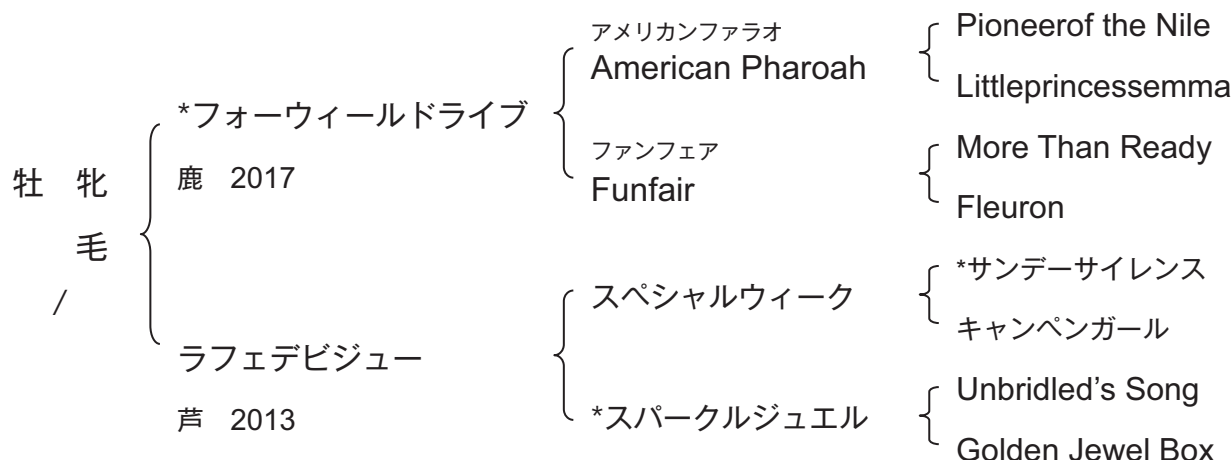 牡 牝
毛
/
*フォーウィールドライブ
鹿 2017
ラフェデビジュー
芦 2013
アメリカンファラオ
American Pharoah
ファンフェア
Funfair
スペシャルウィーク
*スパークルジュエル
Pioneerof the Nile
Littleprincessemma
More Than Ready
Fleuron
*サンデーサイレンス
キャンペンガール
Unbridled's Song
Golden Jewel Box